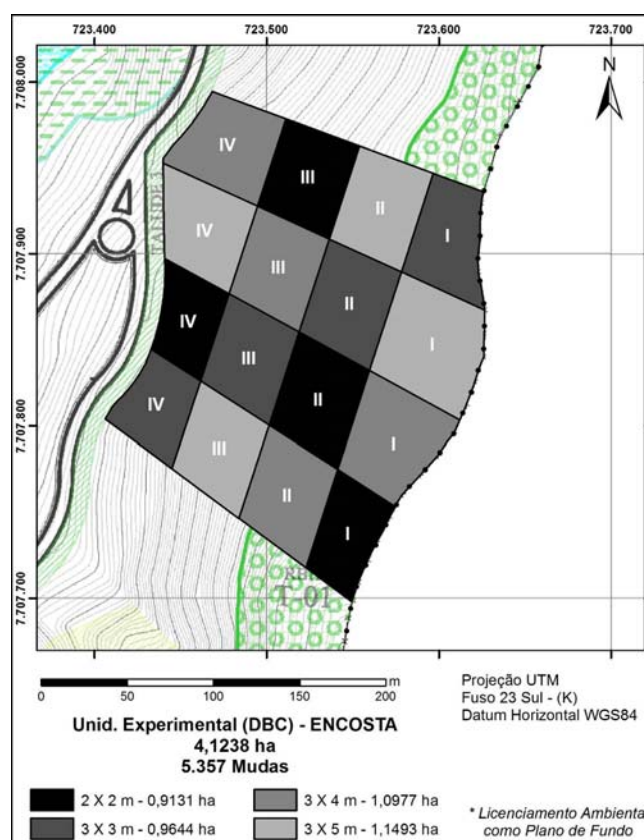 723.400 723.500 723.600 723.700
7.708.000
7.707.900
7.707.800
7.707.700
N
TALUDE 3
IV III II I
IV III II I
IV III II I
IV III II I
T-01
m
0 50 100 150 200
Projeção UTM
Fuso 23 Sul - (K)
Datum Horizontal WGS84
Unid. Experimental (DBC) - ENCOSTA
4,1238 ha
5.357 Mudas
2 X 2 m - 0,9131 ha
3 X 4 m - 1,0977 ha
3 X 3 m - 0,9644 ha
3 X 5 m - 1,1493 ha
* Licenciamento Ambienta
como Plano de Fundo